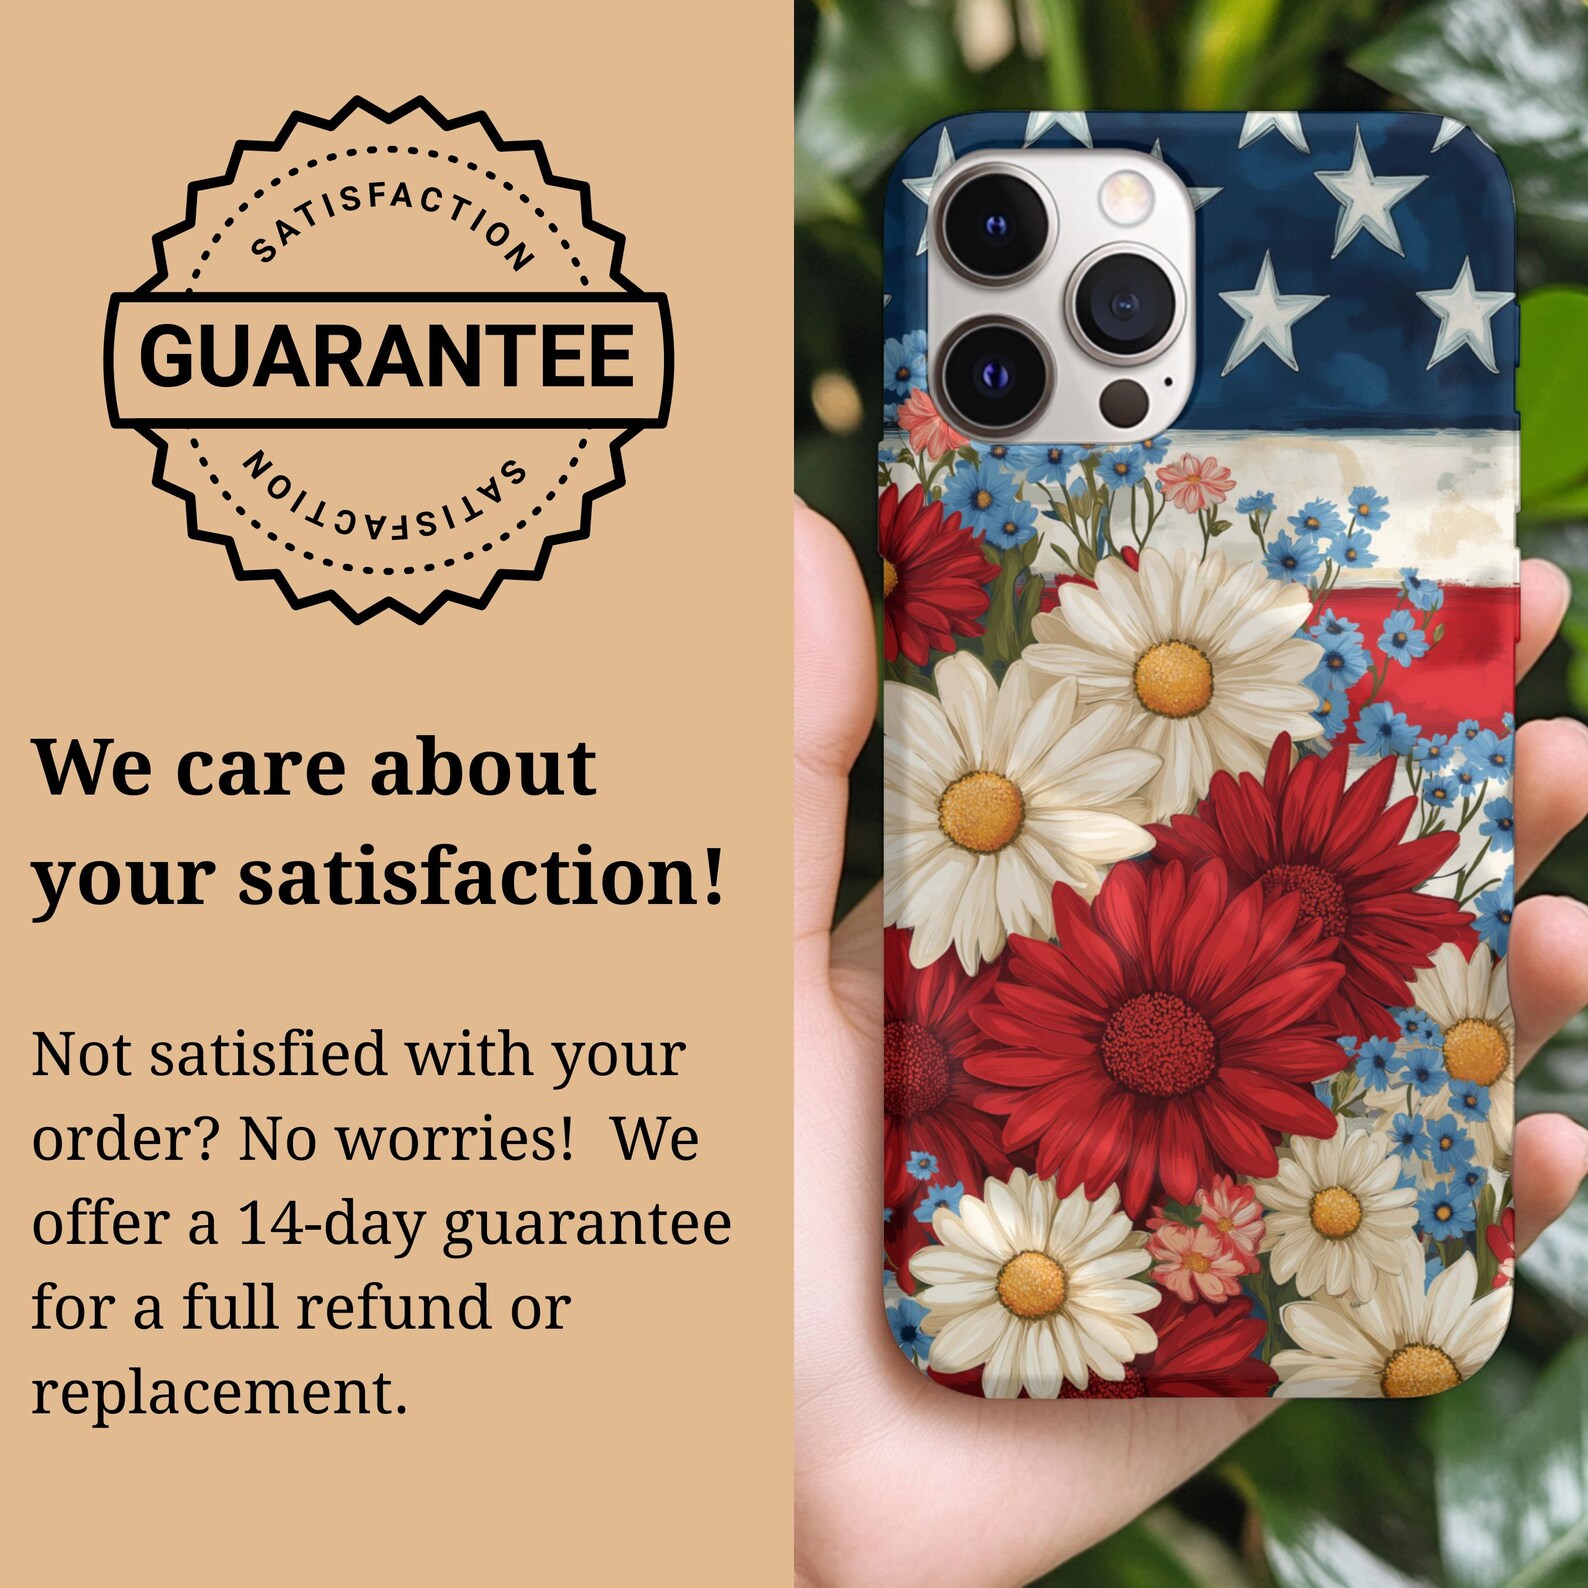 SATISFACTION
GUARANTEE
SATISFACTION
We care about
your satisfaction!
Not satisfied with your
order? No worries!  We
offer a 14-day guarantee
for a full refund or
replacement.